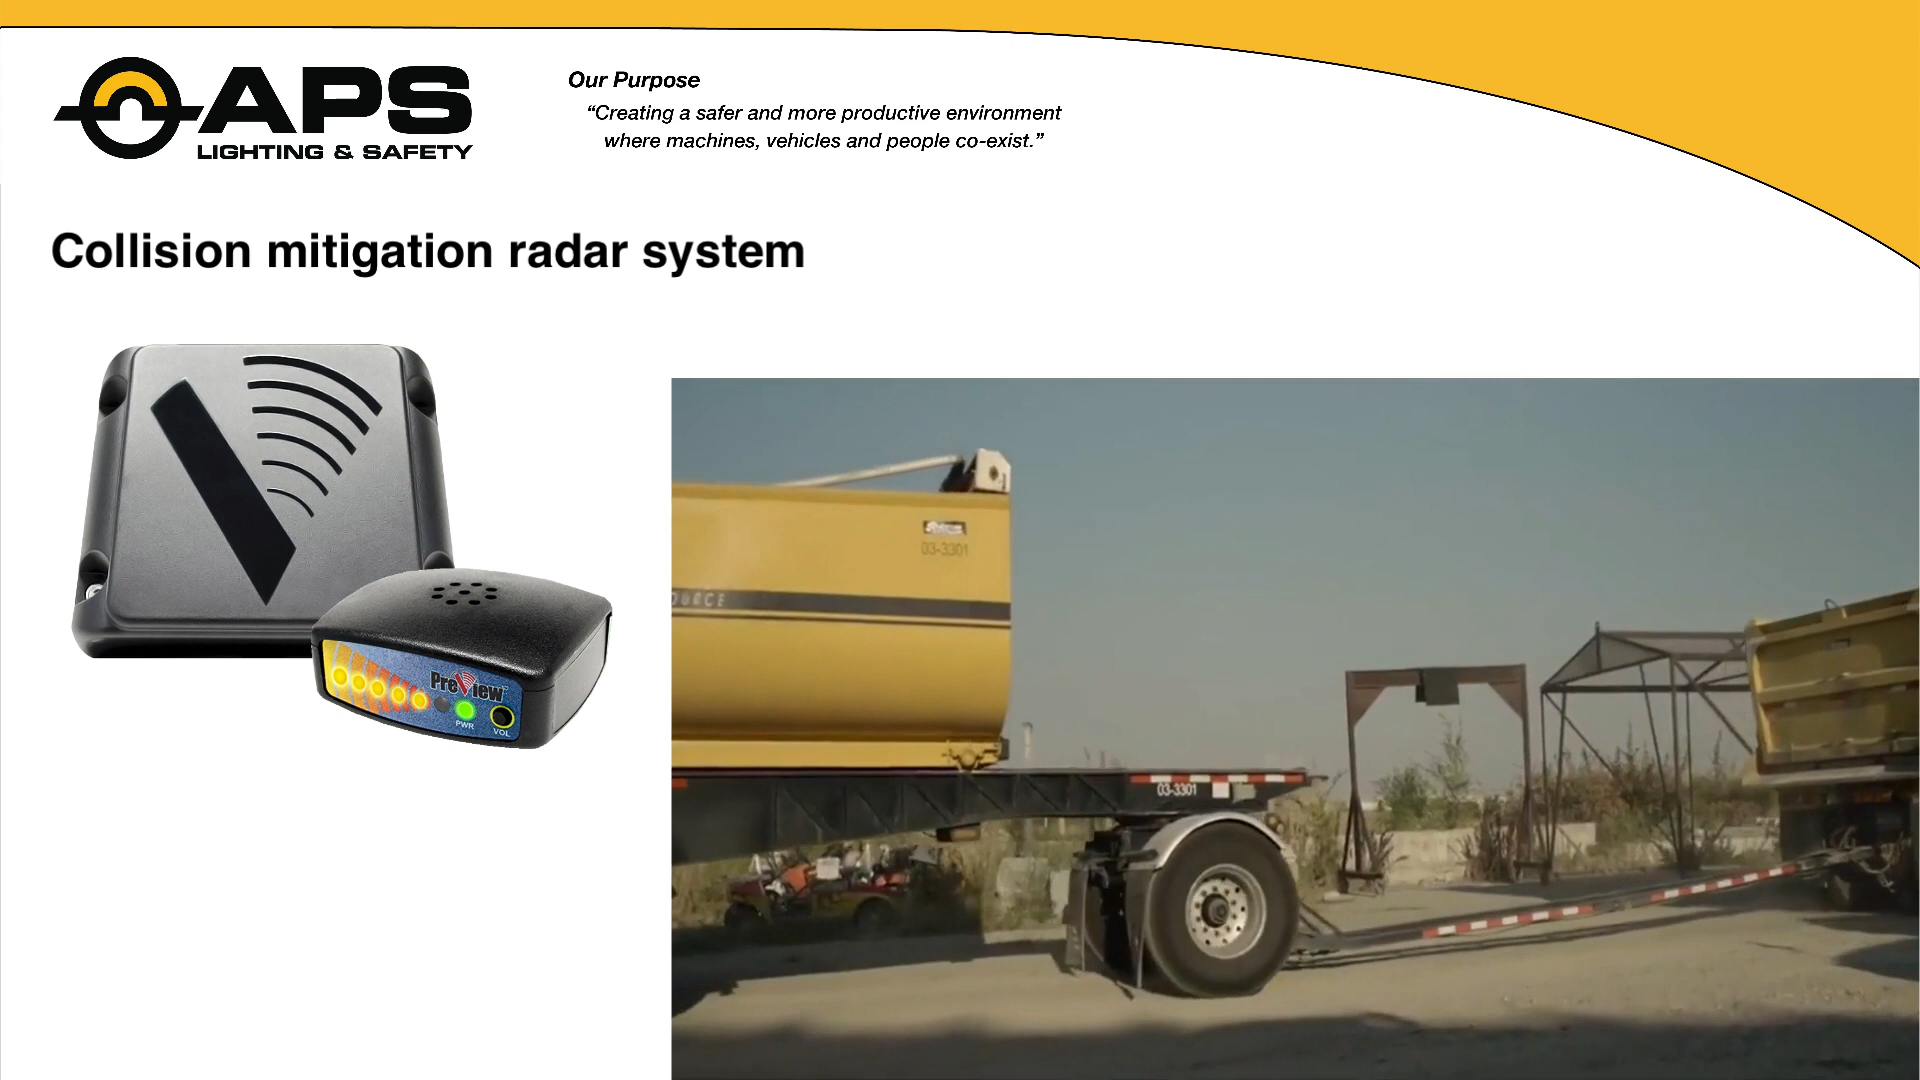 APS
LIGHTING & SAFETY
Our Purpose
“Creating a safer and more productive environment
where machines, vehicles and people co-exist.”
Collision mitigation radar system
PreView
PWR
VOL
03-3301
OURCE
03-3301